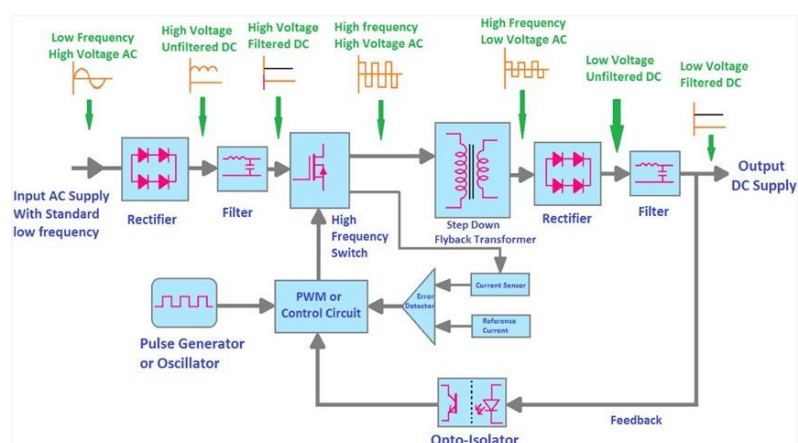 Low Frequency
High Voltage AC
High Voltage
Unfiltered DC
High Voltage
Filtered DC
High frequency
High Voltage AC
High Frequency
Low Voltage AC
Low Voltage
Unfiltered DC
Low Voltage
Filtered DC
Input AC Supply
With Standard
low frequency
Rectifier
Filter
High
Frequency
Switch
Step Down
Flyback Transformer
Rectifier
Filter
Output
DC Supply
Pulse Generator
or Oscillator
PWM or
Control Circuit
Error
Detector
Current Sensor
Reference
Current
Feedback
Opto-Isolator